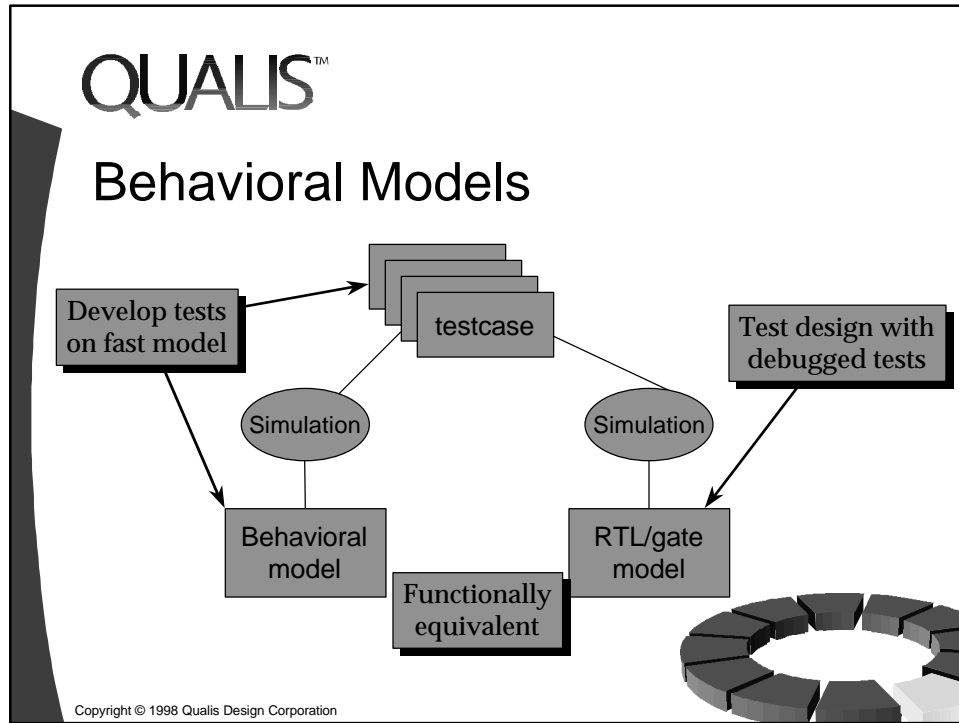 QUALIS™
Behavioral Models
testcase
Develop tests
on fast model
Test design with
debugged tests
Simulation
Simulation
Behavioral
model
RTL/gate
model
Functionally
equivalent
Copyright © 1998 Qualis Design Corporation